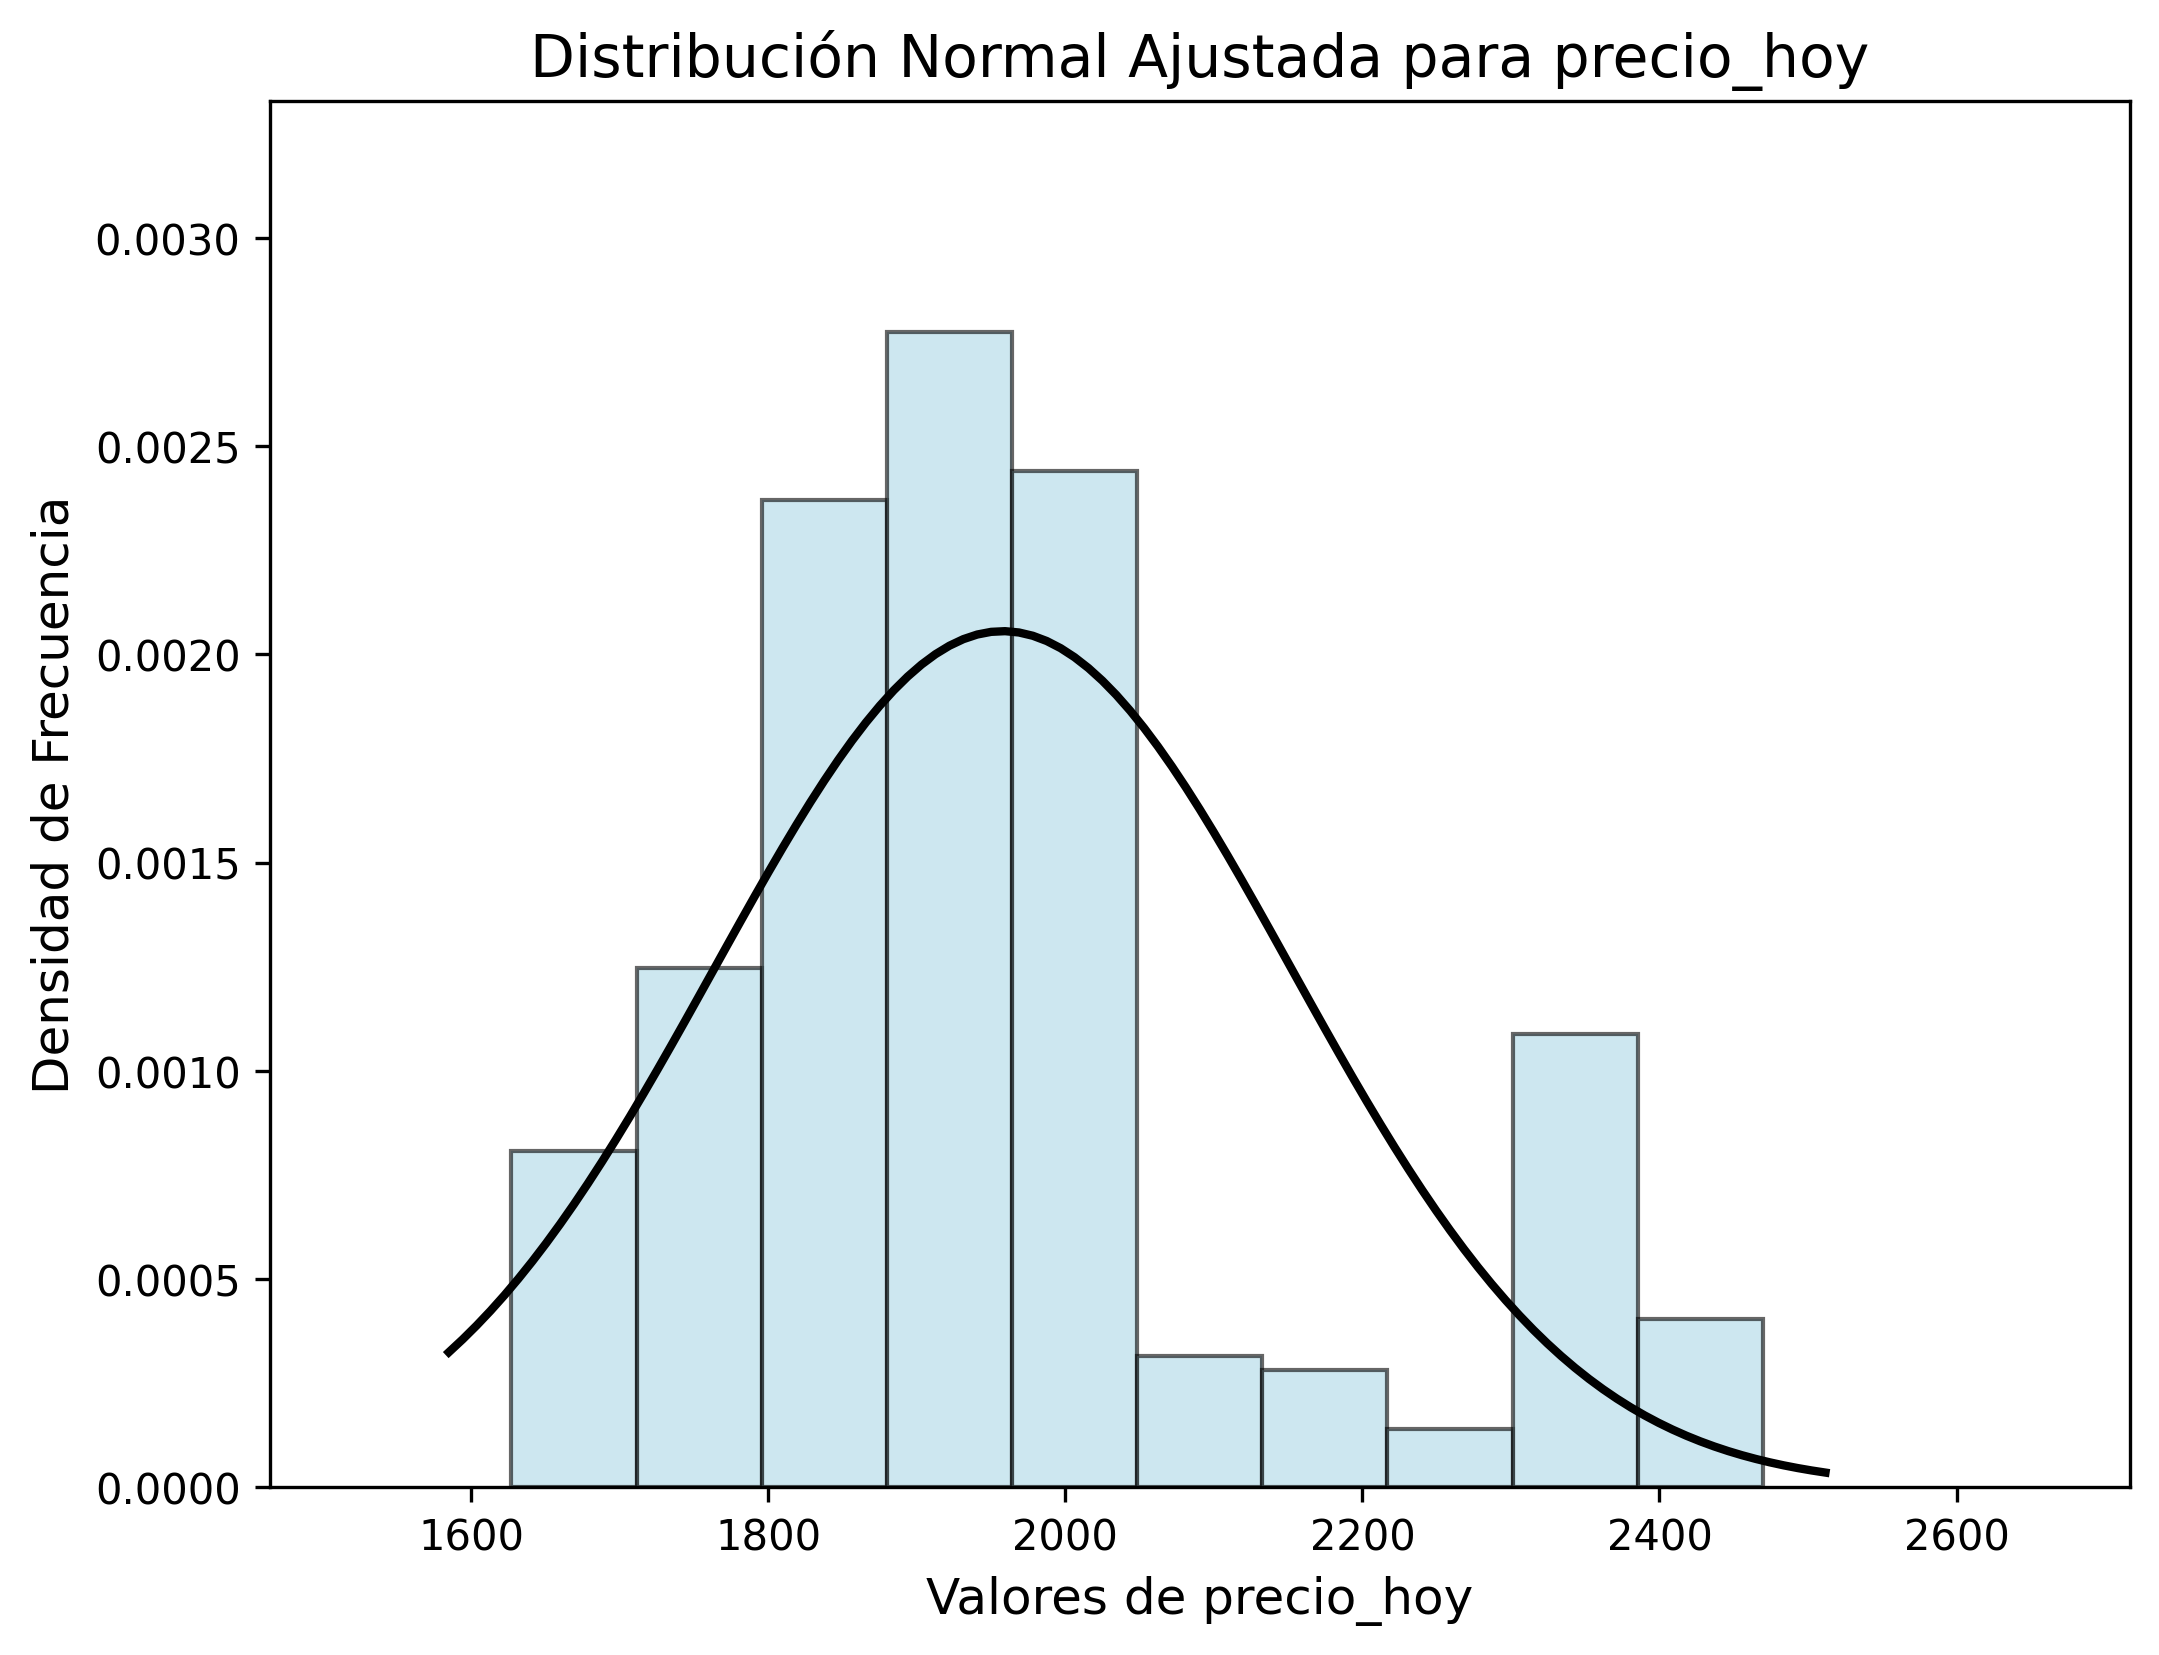 Distribución Normal Ajustada para precio_hoy
Densidad de Frecuencia
0.0030
0.0025
0.0020
0.0015
0.0010
0.0005
0.0000
1600 1800 2000 2200 2400 2600
Valores de precio_hoy